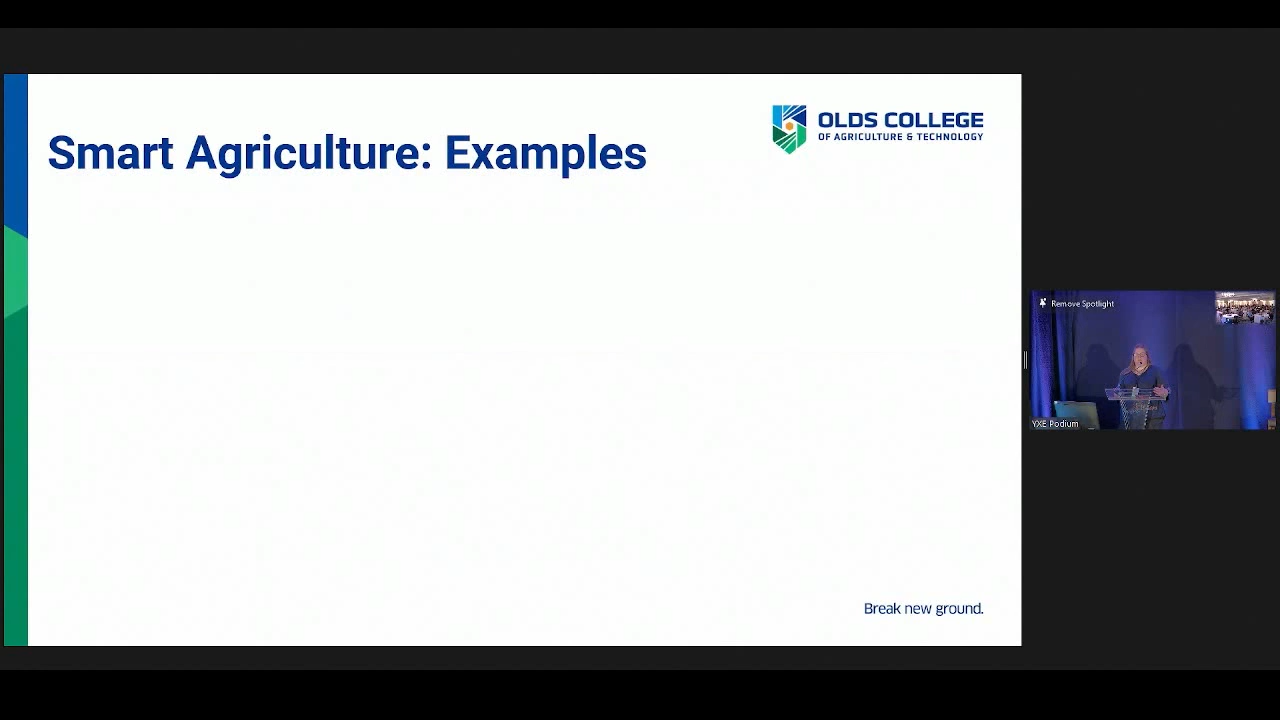 Smart Agriculture: Examples
OLDS COLLEGE
OF AGRICULTURE & TECHNOLOGY
Break new ground.
Remove Spotlight
YXE Podium